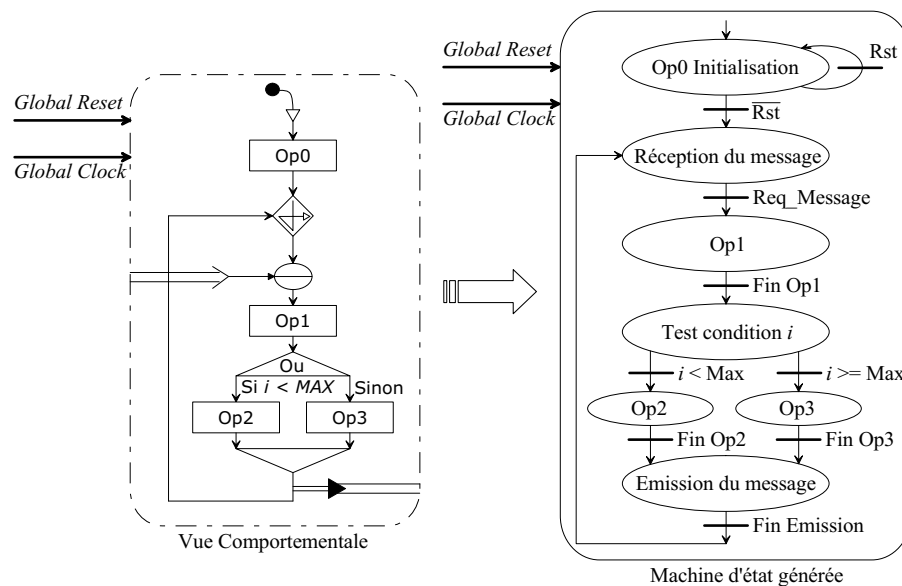 Global Reset
Global Clock
Op0
Op1
Ou
Si i < MAX
Sinon
Op2
Op3
Vue Comportementale
Global Reset
Global Clock
Op0 Initialisation
Rst
R̅s̅t̅
Réception du message
Req_Message
Op1
Fin Op1
Test condition i
i < Max
i >= Max
Op2
Op3
Fin Op2
Fin Op3
Emission du message
Fin Emission
Machine d'état générée